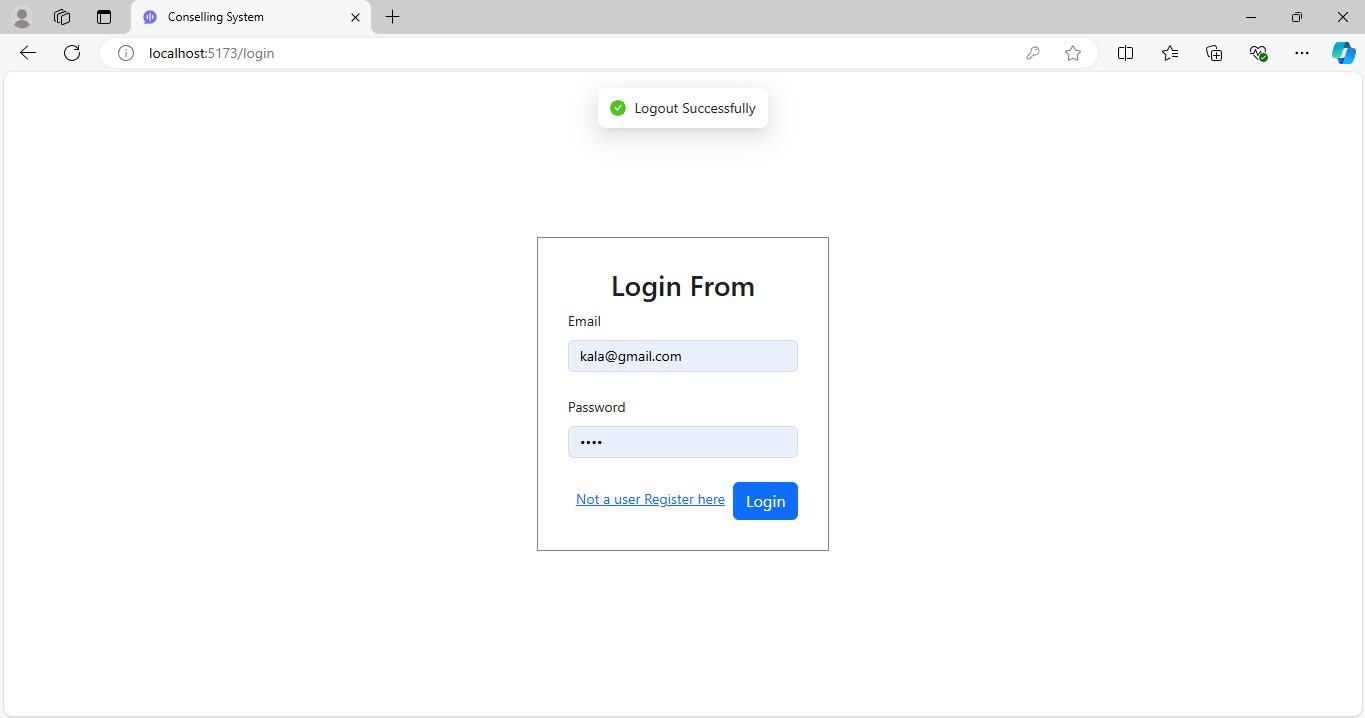 Conselling System
localhost:5173/login
Logout Successfully
Login From
Email
kala@gmail.com
Password
••••
Not a user Register here
Login